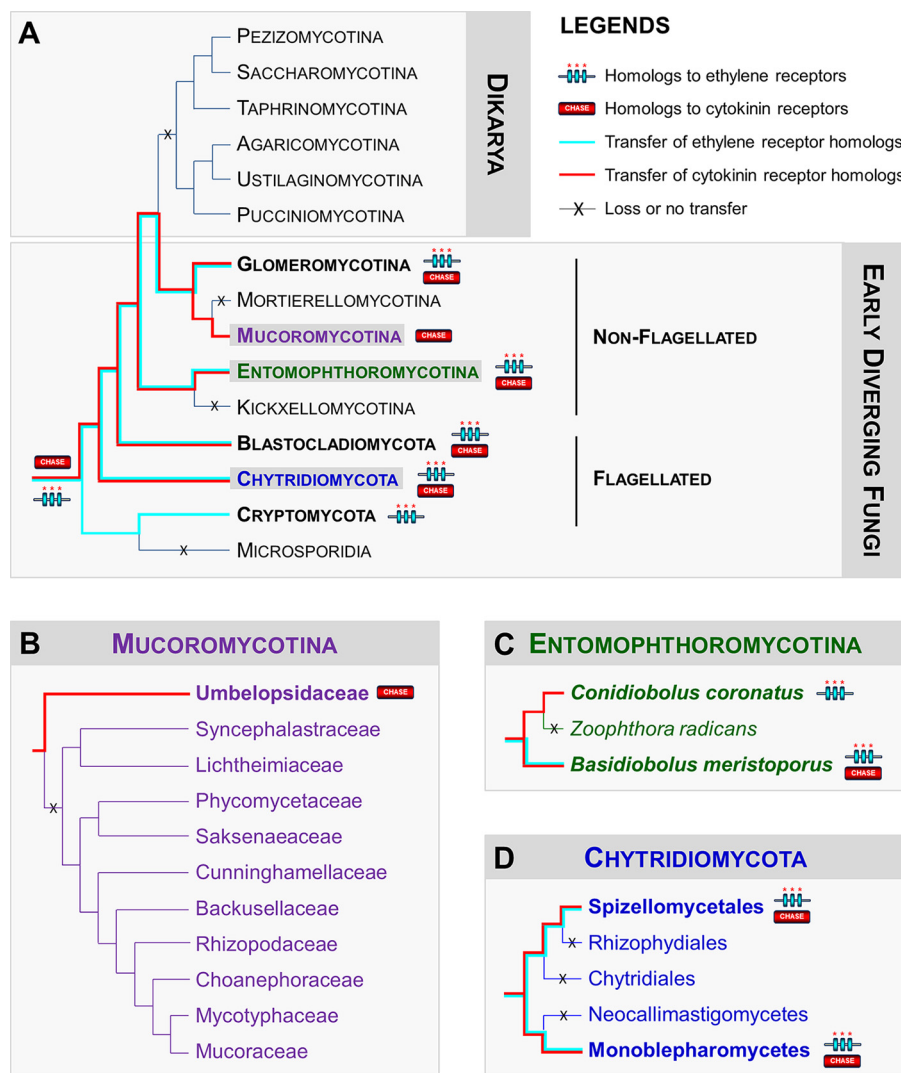 A
PEZIZOMYCOTINA
SACCHAROMYCOTINA
TAPHRINOMYCOTINA
AGARICOMYCOTINA
USTILAGINOMYCOTINA
PUCCINIOMYCOTINA
DIKARYA
X
LEGENDS
*** Homologs to ethylene receptors
CHASE Homologs to cytokinin receptors
Transfer of ethylene receptor homologs
Transfer of cytokinin receptor homologs
X Loss or no transfer
GLOMEROMYCOTINA ***
CHASE
X MORTIERELLOMYCOTINA
MUCOROMYCOTINA CHASE
ENTOMOPHTHOROMYCOTINA ***
CHASE
X KICKXELLOMYCOTINA
NON-FLAGELLATED
BLASTOCLADIOMYCOTA ***
CHASE
CHYTRIDIOMYCOTA ***
CHASE
CRYPTOMYCOTA ***
X MICROSPORIDIA
FLAGELLATED
CHASE
***
EARLY DIVERGING FUNGI
B MUCOROMYCOTINA
Umbelopsidaceae CHASE
Syncephalastraceae
Lichtheimiaceae
X
Phycomycetaceae
Saksenaeaceae
Cunninghamellaceae
Backusellaceae
Rhizopodaceae
Choanephoraceae
Mycotyphaceae
Mucoraceae
C ENTOMOPHTHOROMYCOTINA
Conidiobolus coronatus ***
X Zoophthora radicans
Basidiobolus meristoporus ***
CHASE
D CHYTRIDIOMYCOTA
Spizellomycetales ***
CHASE
X Rhizophydiales
X Chytridiales
X Neocallimastigomycetes
Monoblepharomycetes ***
CHASE